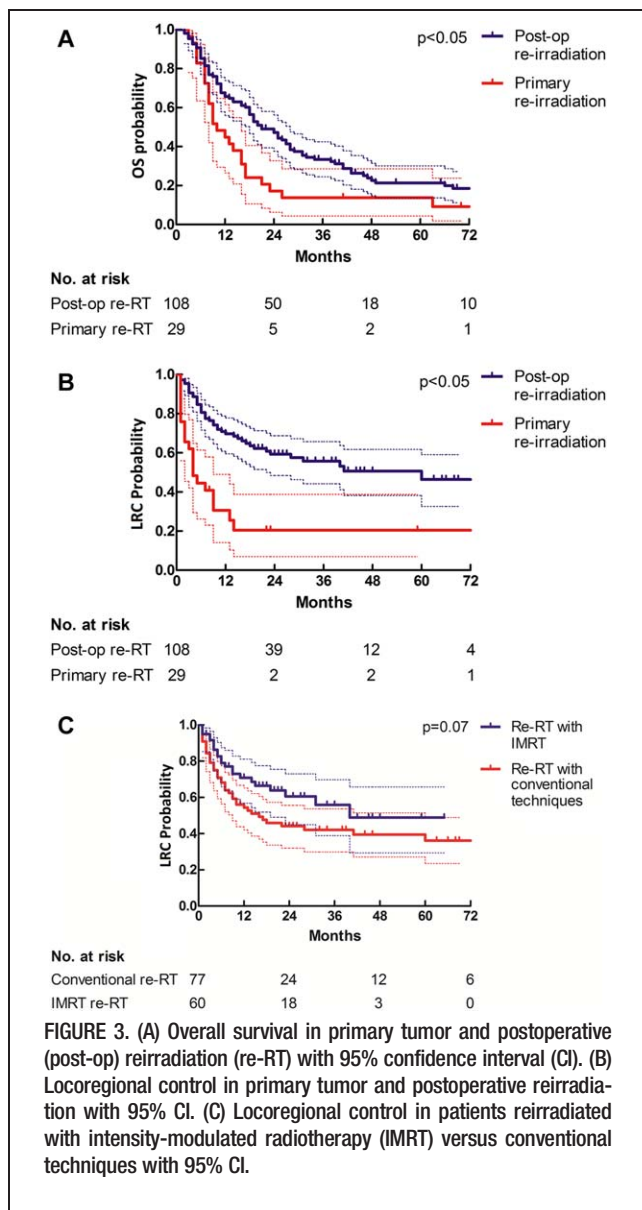 A
p<0.05
Post-op
re-irradiation
Primary
re-irradiation
OS probability
1.0
0.8
0.6
0.4
0.2
0.0
0 12 24 36 48 60 72
Months
No. at risk
Post-op re-RT 108 50 18 10
Primary re-RT 29 5 2 1
B
p<0.05
Post-op
re-irradiation
Primary
re-irradiation
LRC Probability
1.0
0.8
0.6
0.4
0.2
0.0
0 12 24 36 48 60 72
Months
No. at risk
Post-op re-RT 108 39 12 4
Primary re-RT 29 2 2 1
C
p=0.07
Re-RT with
IMRT
Re-RT with
conventional
techniques
LRC Probability
1.0
0.8
0.6
0.4
0.2
0.0
0 12 24 36 48 60 72
Months
No. at risk
Conventional re-RT 77 24 12 6
IMRT re-RT 60 18 3 0
FIGURE 3. (A) Overall survival in primary tumor and postoperative
(post-op) reirradiation (re-RT) with 95% confidence interval (CI). (B)
Locoregional control in primary tumor and postoperative reirradia-
tion with 95% CI. (C) Locoregional control in patients reirradiated
with intensity-modulated radiotherapy (IMRT) versus conventional
techniques with 95% CI.